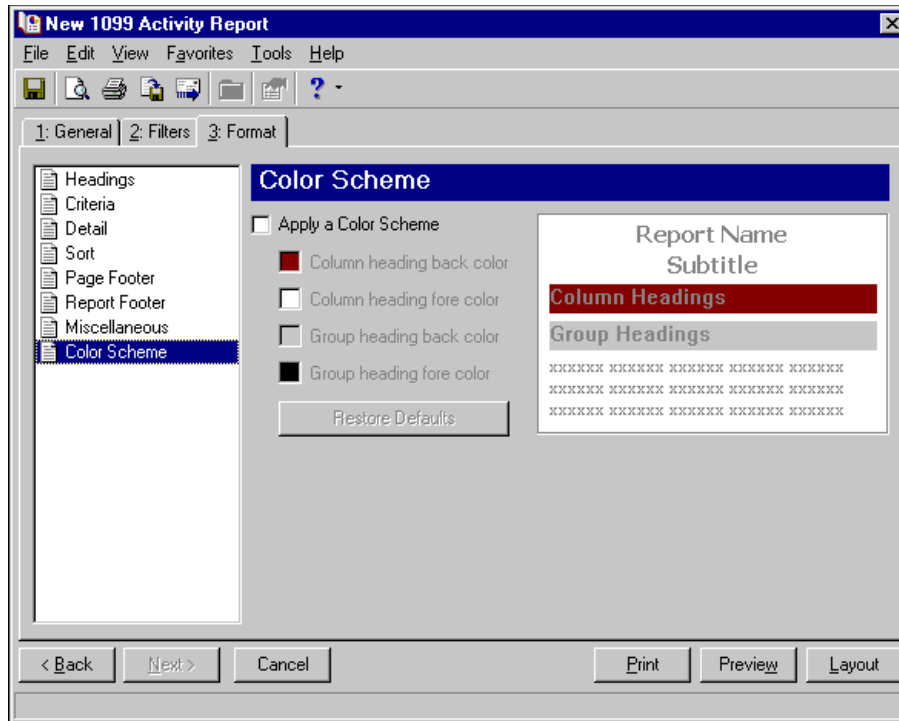 New 1099 Activity Report
File Edit View Favorites Tools Help
?
1: General 2: Filters 3: Format
Headings
Criteria
Detail
Sort
Page Footer
Report Footer
Miscellaneous
Color Scheme
Color Scheme
Apply a Color Scheme
Column heading back color
Column heading fore color
Group heading back color
Group heading fore color
Restore Defaults
Report Name
Subtitle
Column Headings
Group Headings
xxxxxx xxxxxx xxxxxx xxxxxx xxxxxx
xxxxxx xxxxxx xxxxxx xxxxxx xxxxxx
xxxxxx xxxxxx xxxxxx xxxxxx xxxxxx
< Back Next > Cancel Print Preview Layout